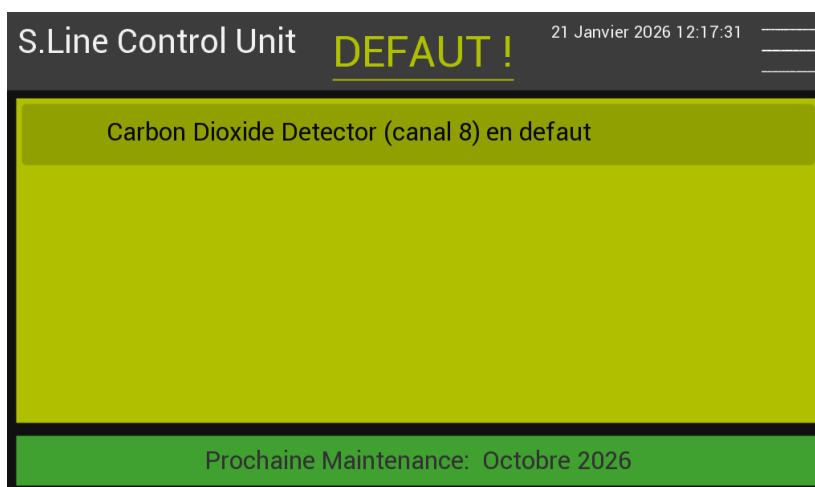 S.Line Control Unit
DEFAUT !
21 Janvier 2026 12:17:31
Carbon Dioxide Detector (canal 8) en defaut
Prochaine Maintenance: Octobre 2026